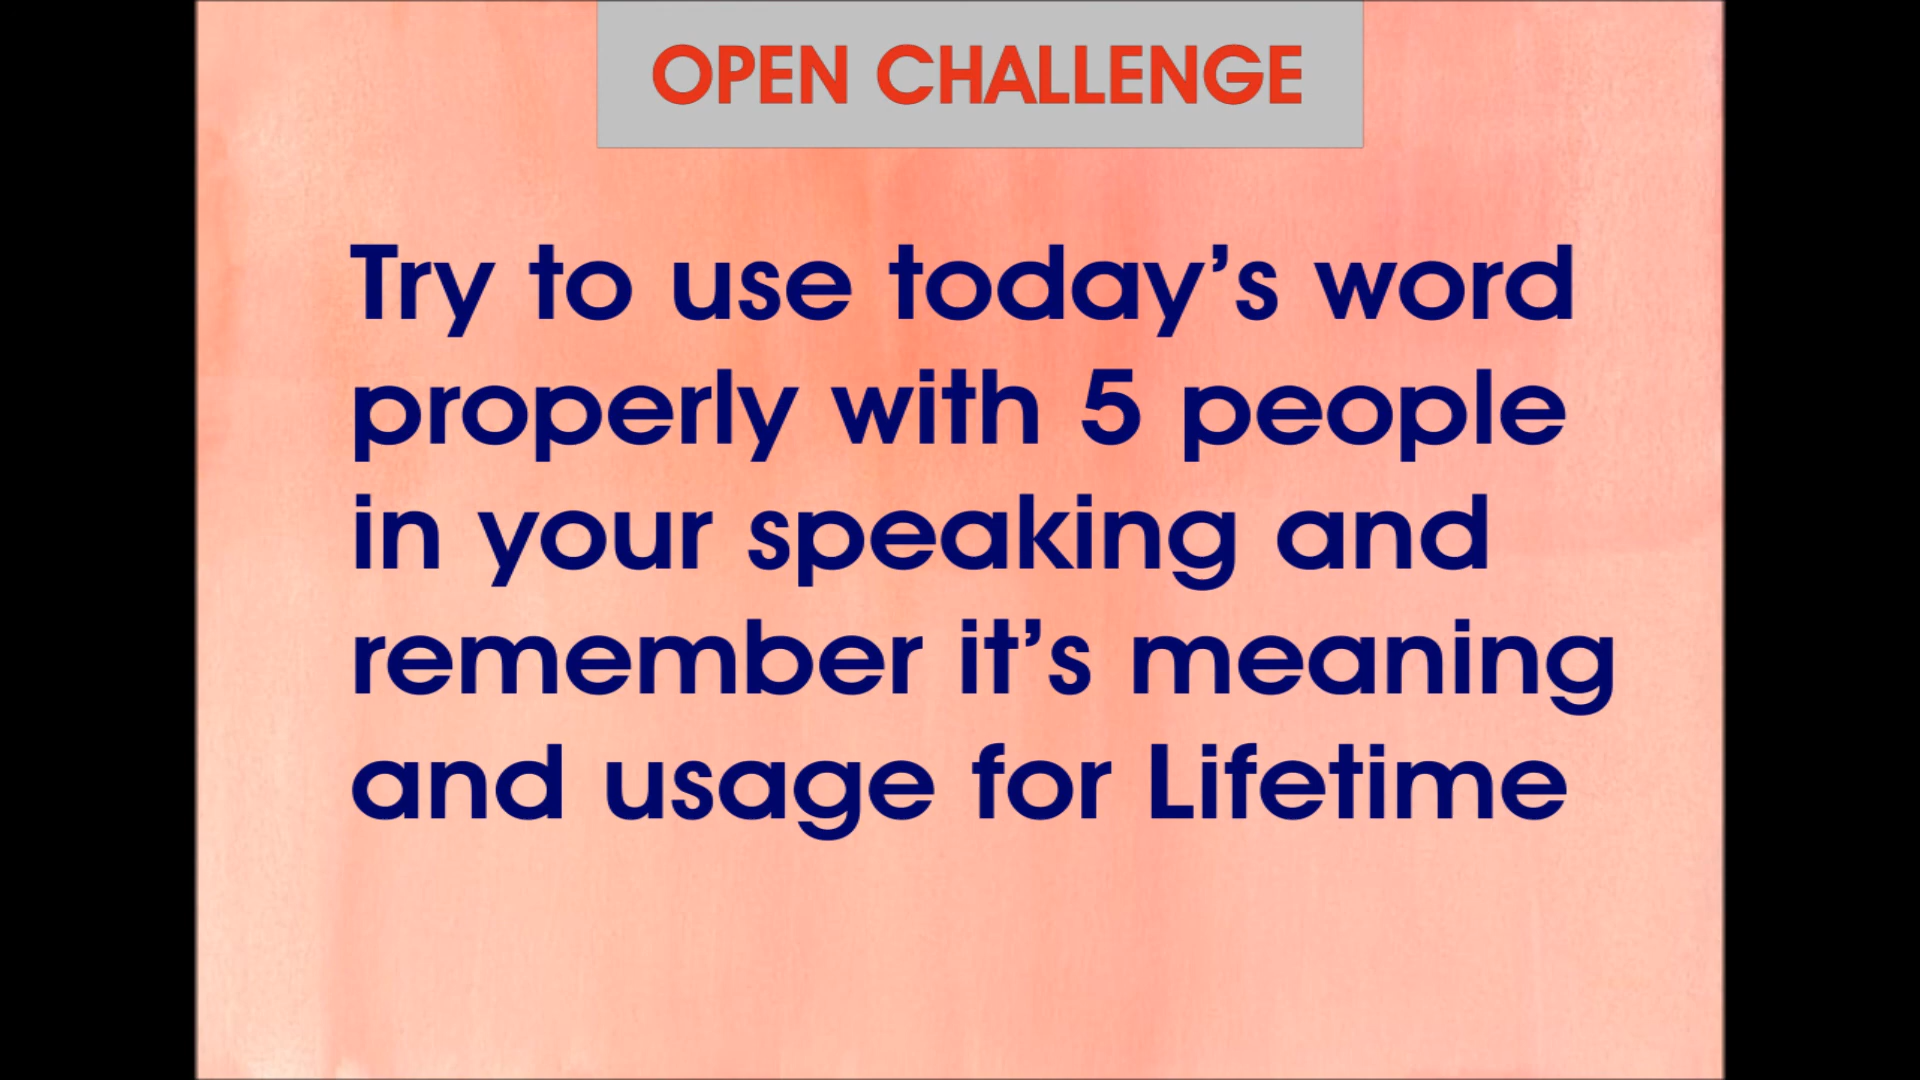 OPEN CHALLENGE
Try to use today’s word
properly with 5 people
in your speaking and
remember it’s meaning
and usage for Lifetime